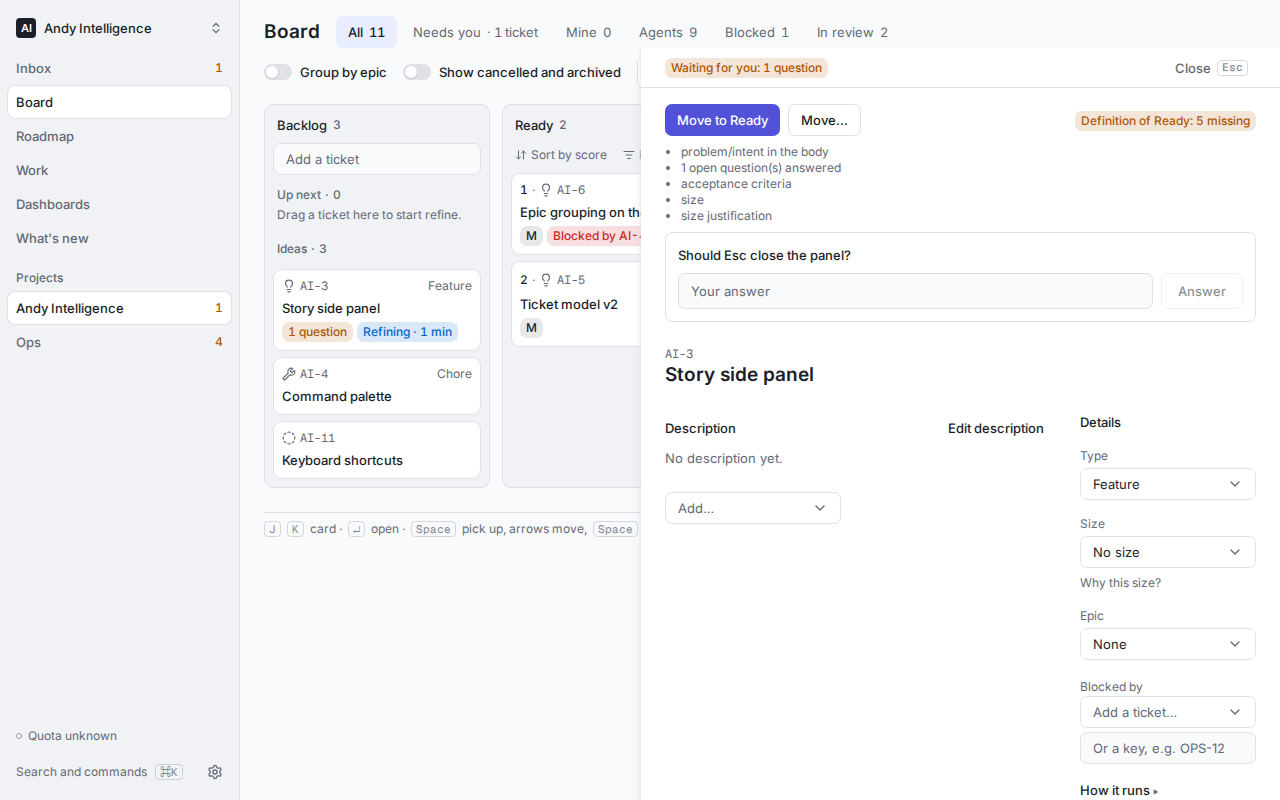 AI Andy Intelligence
Inbox 1
Board
Roadmap
Work
Dashboards
What's new
Projects
Andy Intelligence 1
Ops 4
Quota unknown
Search and commands ⌘K
Board All 11 Needs you · 1 ticket Mine 0 Agents 9 Blocked 1 In review 2
Group by epic Show cancelled and archived
Backlog 3
Add a ticket
Up next · 0
Drag a ticket here to start refine.
Ideas · 3
AI-3 Feature
Story side panel
1 question Refining · 1 min
AI-4 Chore
Command palette
AI-11
Keyboard shortcuts
Ready 2
Sort by score
1 · AI-6
Epic grouping on
M Blocked by
2 · AI-5
Ticket model v2
M
J K card · ↵ open · Space pick up, arrows move, Space
Waiting for you: 1 question Close Esc
Move to Ready Move... Definition of Ready: 5 missing
• problem/intent in the body
• 1 open question(s) answered
• acceptance criteria
• size
• size justification
Should Esc close the panel?
Your answer Answer
AI-3
Story side panel
Description Edit description
No description yet.
Add...
Details
Type
Feature
Size
No size
Why this size?
Epic
None
Blocked by
Add a ticket...
Or a key, e.g. OPS-12
How it runs ▸